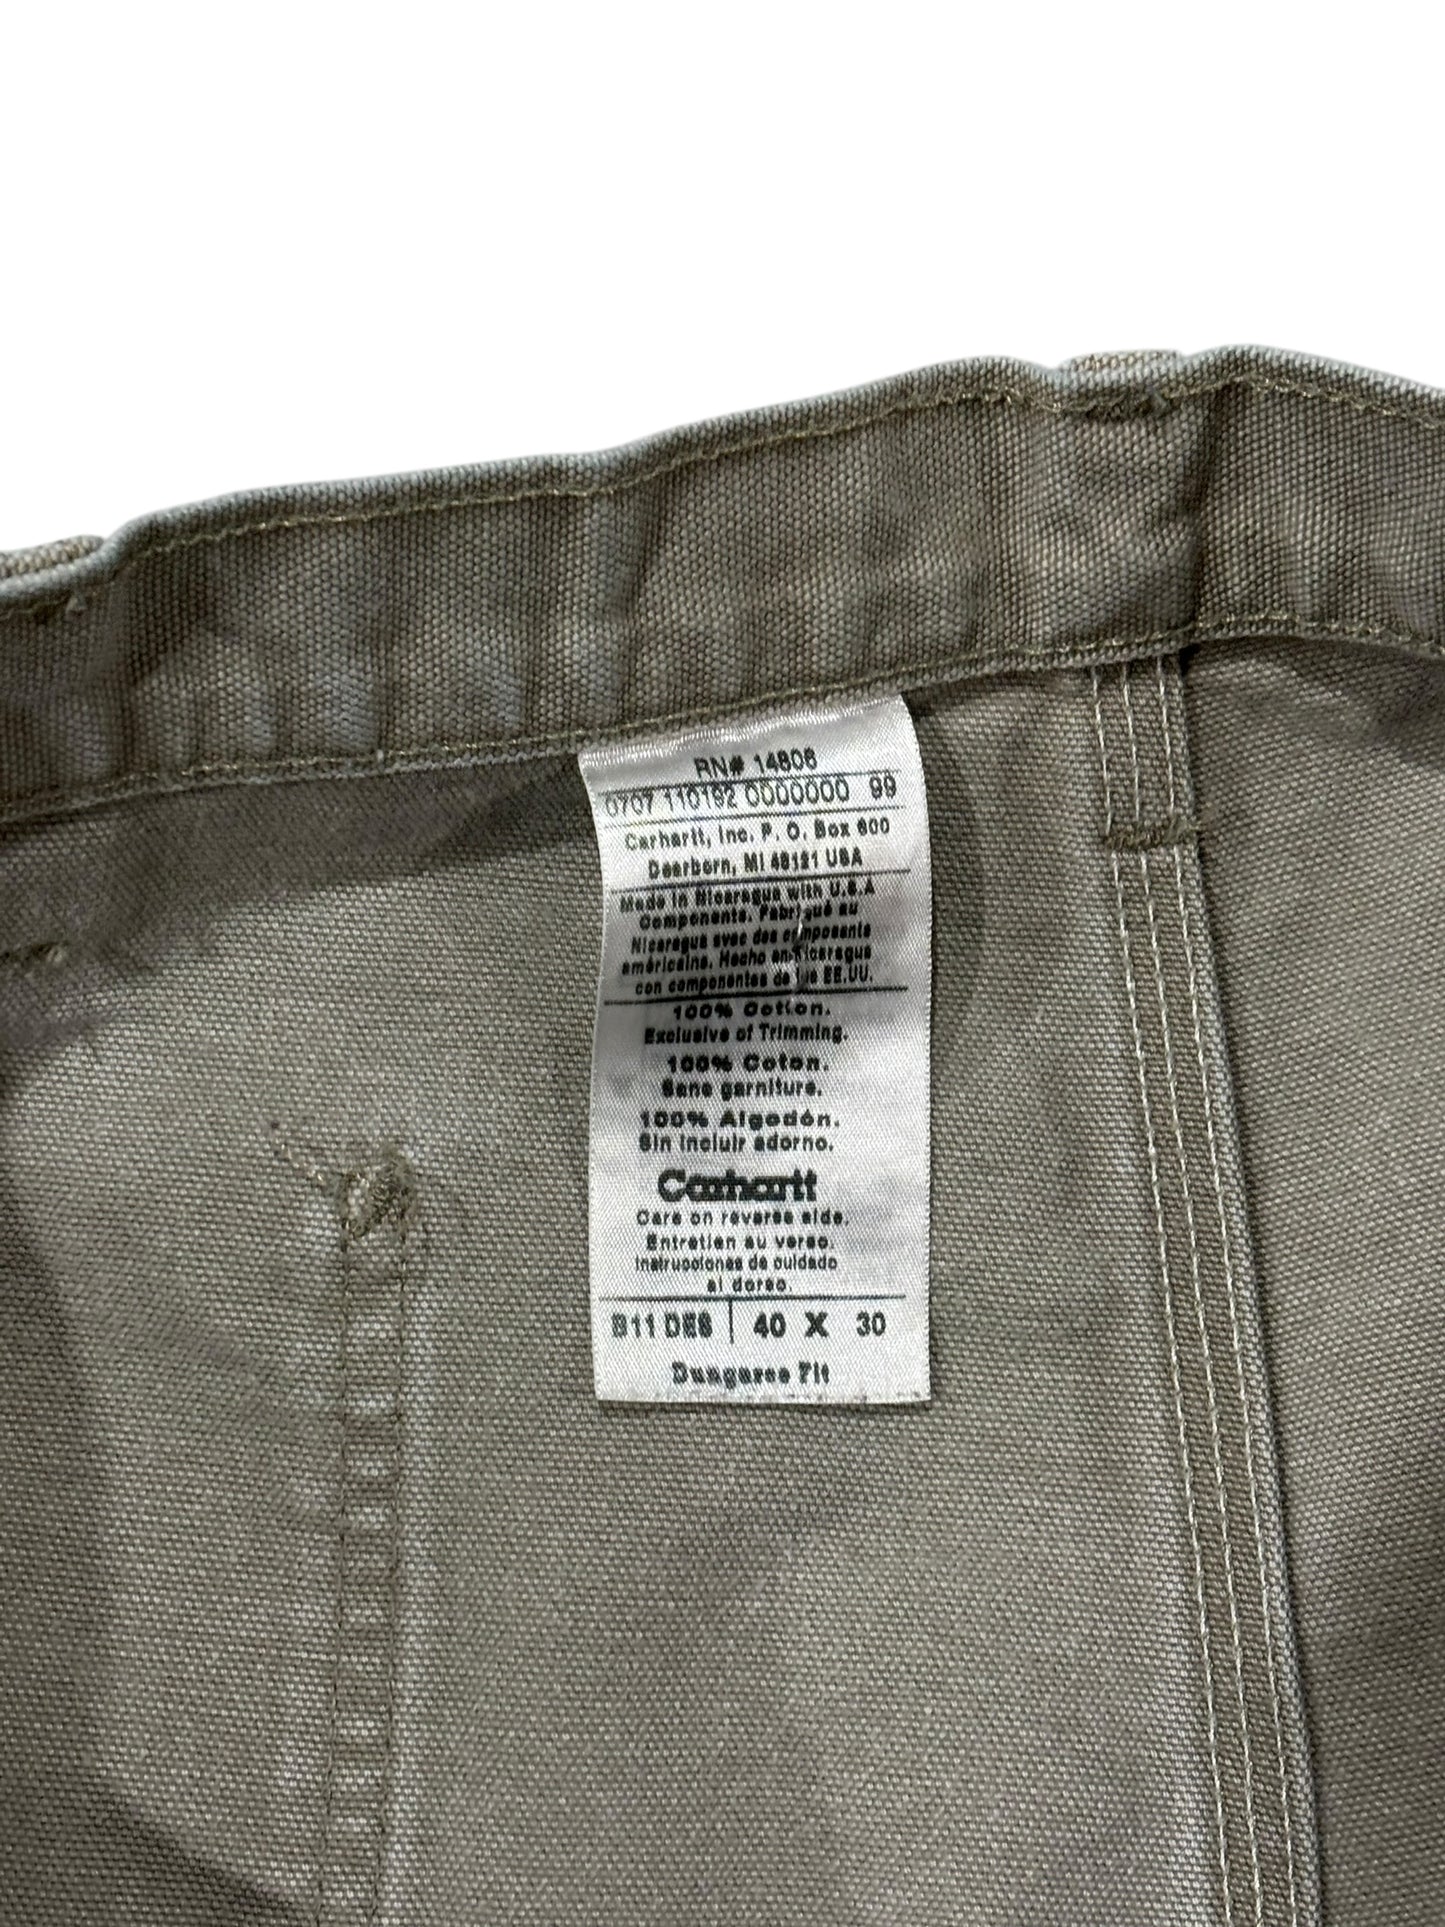 RN# 14806
0707 110192 0000000 99
Carhartt, Inc. P. O. Box 600
Dearborn, MI 48121 USA
Made in Nicaragua with U.S.A
Components. Fabriqué au
Nicaragua avec des composants
américains. Hecho en Nicaragua
con componentes de los EE.UU.
100% Cotton.
Exclusive of Trimming.
100% Coton.
Sans garniture.
100% Algodón.
Sin incluir adorno.
Carhartt
Care on reverse side.
Entretien au verso.
Instrucciones de cuidado
al dorso.
B11 DES 40 X 30
Dungaree Fit